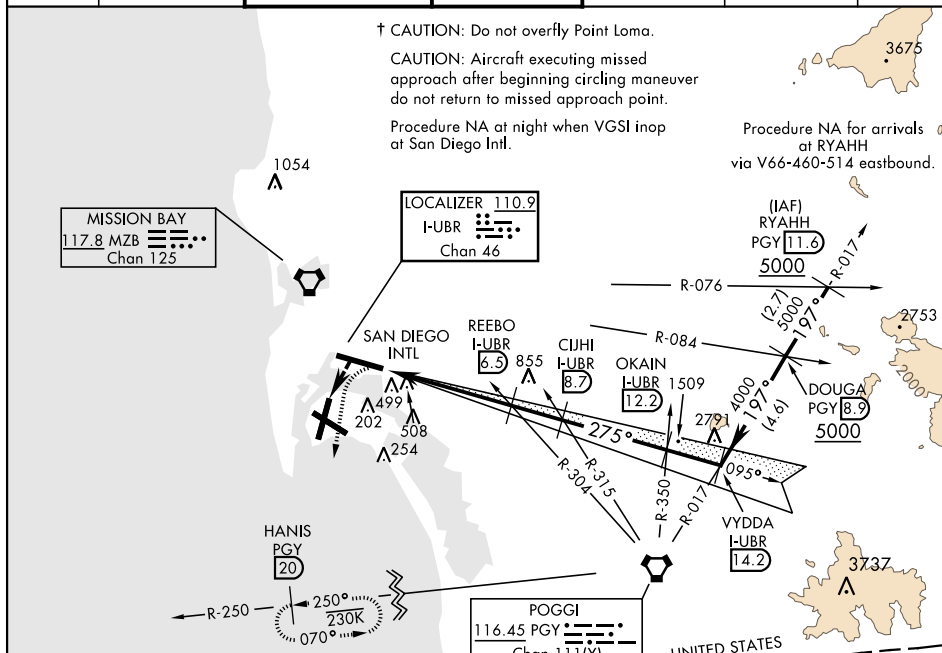 † CAUTION: Do not overfly Point Loma.
CAUTION: Aircraft executing missed
approach after beginning circling maneuver
do not return to missed approach point.
Procedure NA at night when VGSI inop
at San Diego Intl.
3675
Procedure NA for arrivals
at RYAHH
via V66-460-514 eastbound.
1054
MISSION BAY
117.8 MZB
Chan 125
LOCALIZER 110.9
I-UBR
Chan 46
(IAF)
RYAHH
PGY 11.6
5000
R-017
R-076
(2.7)
5000
197°
2753
2000
R-084
SAN DIEGO
INTL
REEBO
I-UBR
6.5
855
CIJHI
I-UBR
8.7
OKAIN
I-UBR
12.2
1509
4000
197°
(4.6)
DOUGA
PGY 8.9
5000
2791
499
202
508
254
275°
095°
R-315
R-304
R-350
R-017
VYDDA
I-UBR
14.2
HANIS
PGY
20
R-250
250°
230K
070°
3737
POGGI
116.45 PGY
Chan 111(Y)
UNITED STATES